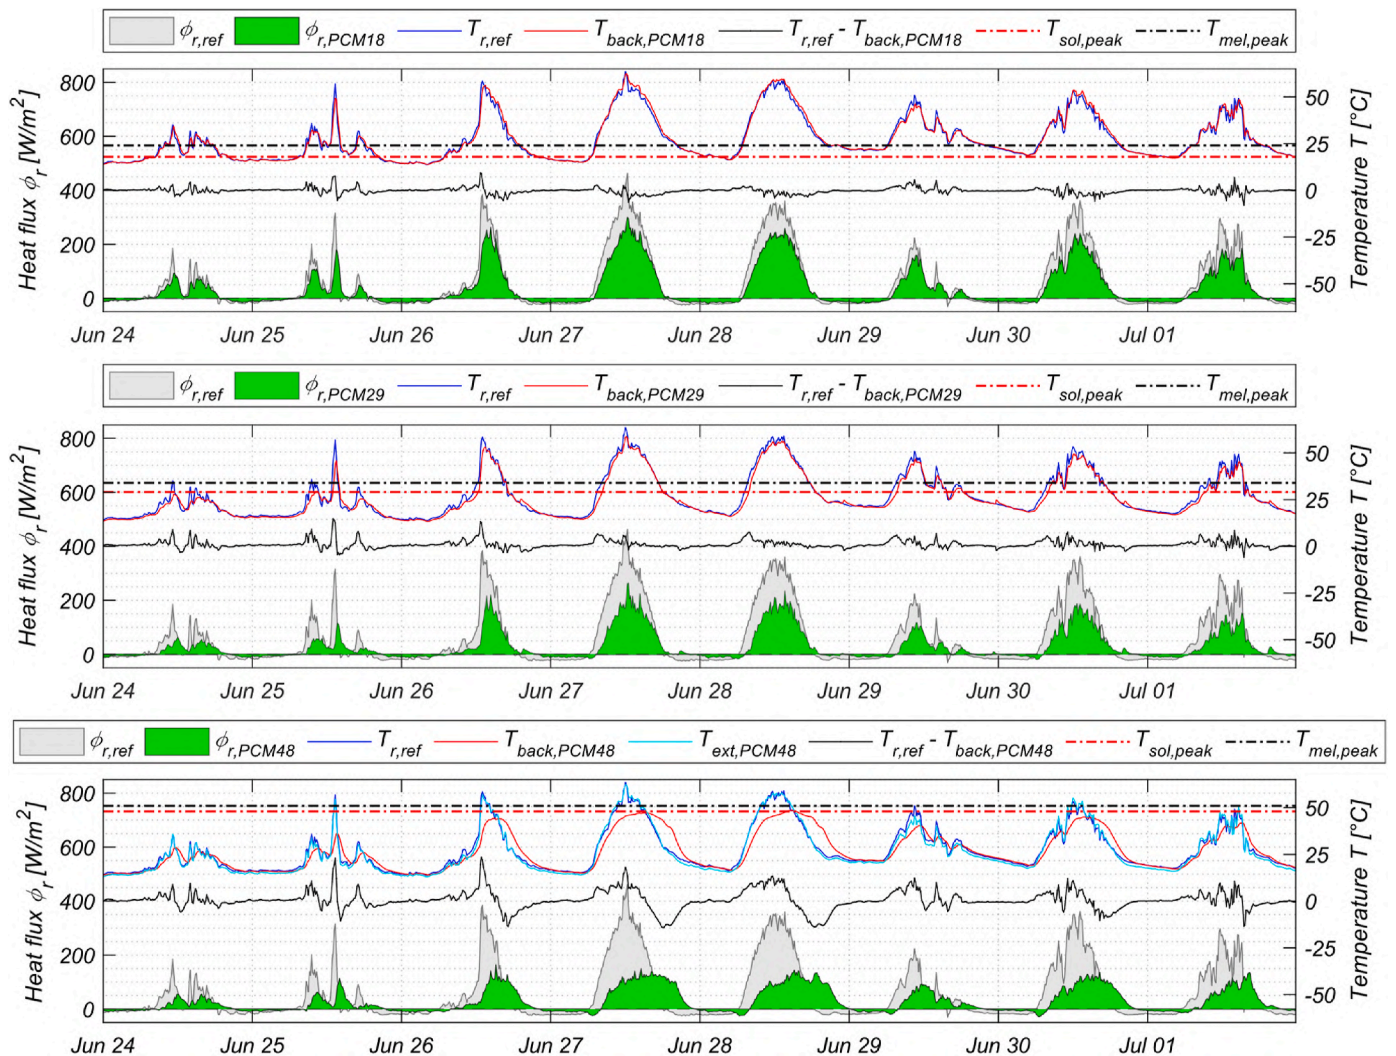 ϕr,ref ϕr,PCM18 Tr,ref Tback,PCM18 Tr,ref - Tback,PCM18 Tsol,peak Tmel,peak
Heat flux ϕr [W/m2]
800
600
400
200
0
50
25
0
-25
-50
Temperature T [°C]
Jun 24 Jun 25 Jun 26 Jun 27 Jun 28 Jun 29 Jun 30 Jul 01
ϕr,ref ϕr,PCM29 Tr,ref Tback,PCM29 Tr,ref - Tback,PCM29 Tsol,peak Tmel,peak
Heat flux ϕr [W/m2]
800
600
400
200
0
50
25
0
-25
-50
Temperature T [°C]
Jun 24 Jun 25 Jun 26 Jun 27 Jun 28 Jun 29 Jun 30 Jul 01
ϕr,ref ϕr,PCM48 Tr,ref Tback,PCM48 Text,PCM48 Tr,ref - Tback,PCM48 Tsol,peak Tmel,peak
Heat flux ϕr [W/m2]
800
600
400
200
0
50
25
0
-25
-50
Temperature T [°C]
Jun 24 Jun 25 Jun 26 Jun 27 Jun 28 Jun 29 Jun 30 Jul 01